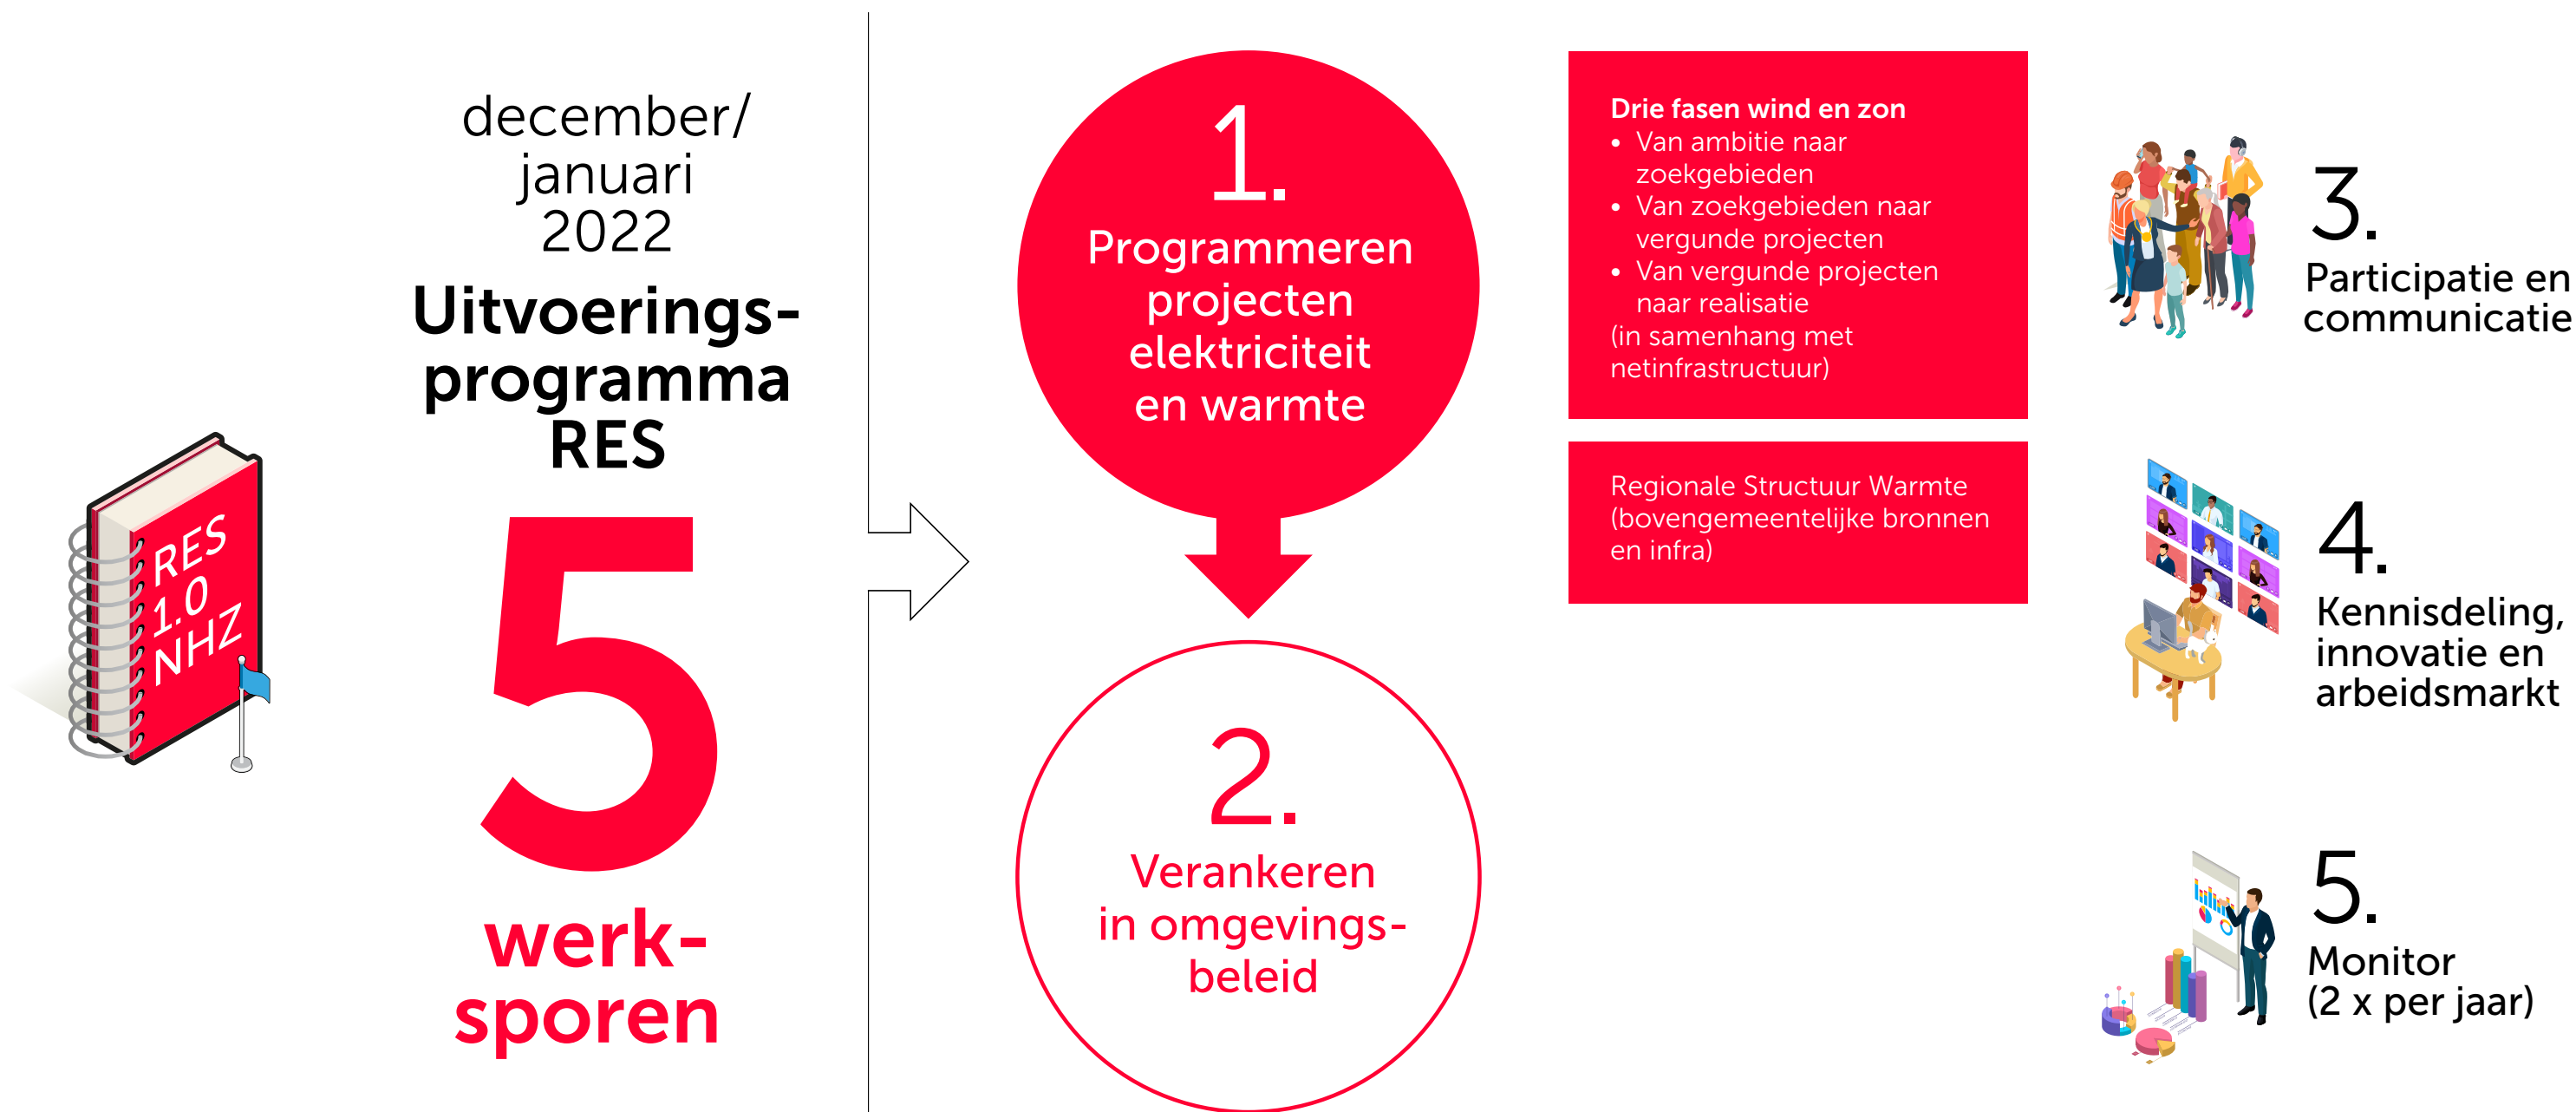 RES
1.0
NHZ
december/
januari
2022
Uitvoerings-
programma
RES
5
werk-
sporen
1.
Programmeren
projecten
elektriciteit
en warmte
2.
Verankeren
in omgevings-
beleid
Drie fasen wind en zon
• Van ambitie naar
zoekgebieden
• Van zoekgebieden naar
vergunde projecten
• Van vergunde projecten
naar realisatie
(in samenhang met
netinfrastructuur)
Regionale Structuur Warmte
(bovengemeentelijke bronnen
en infra)
3.
Participatie en
communicatie
4.
Kennisdeling,
innovatie en
arbeidsmarkt
5.
Monitor
(2 x per jaar)